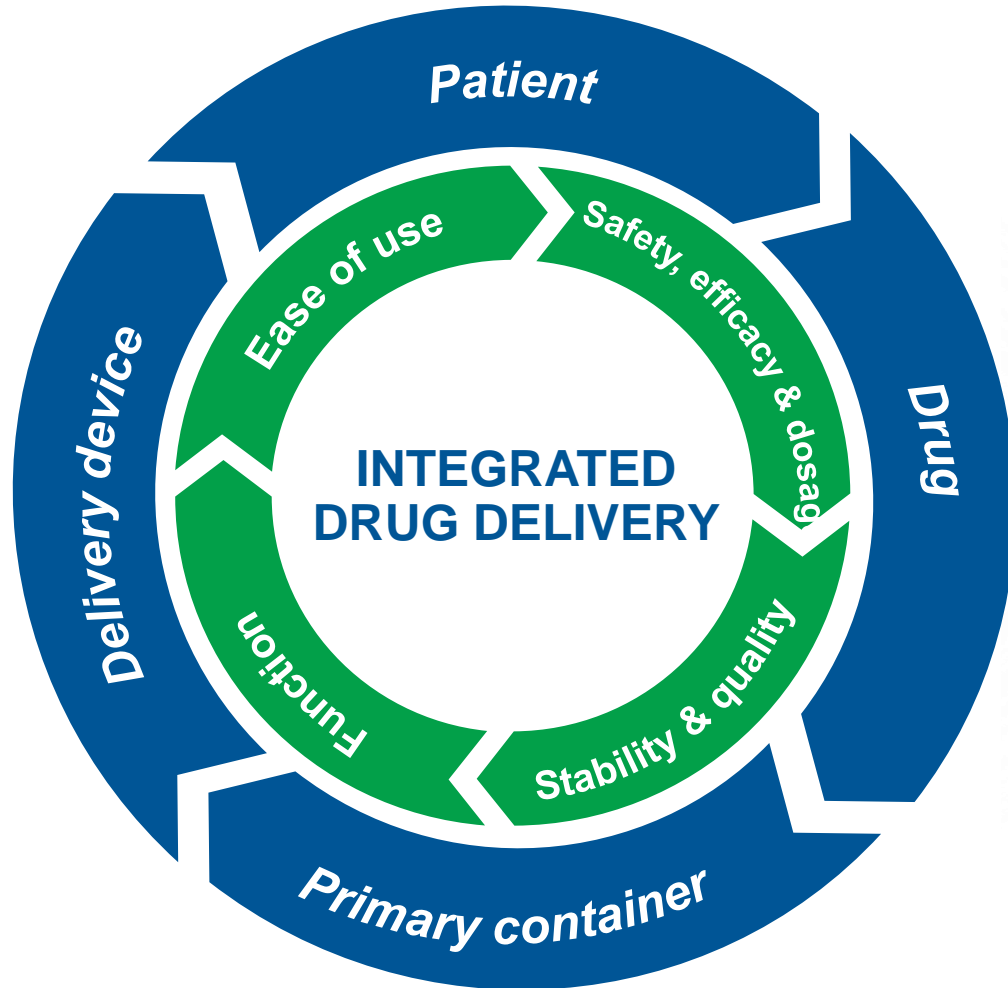 Patient
Drug
Primary container
Delivery device
Ease of use
Safety, efficacy & dosag
Stability & quality
Function
INTEGRATED
DRUG DELIVERY